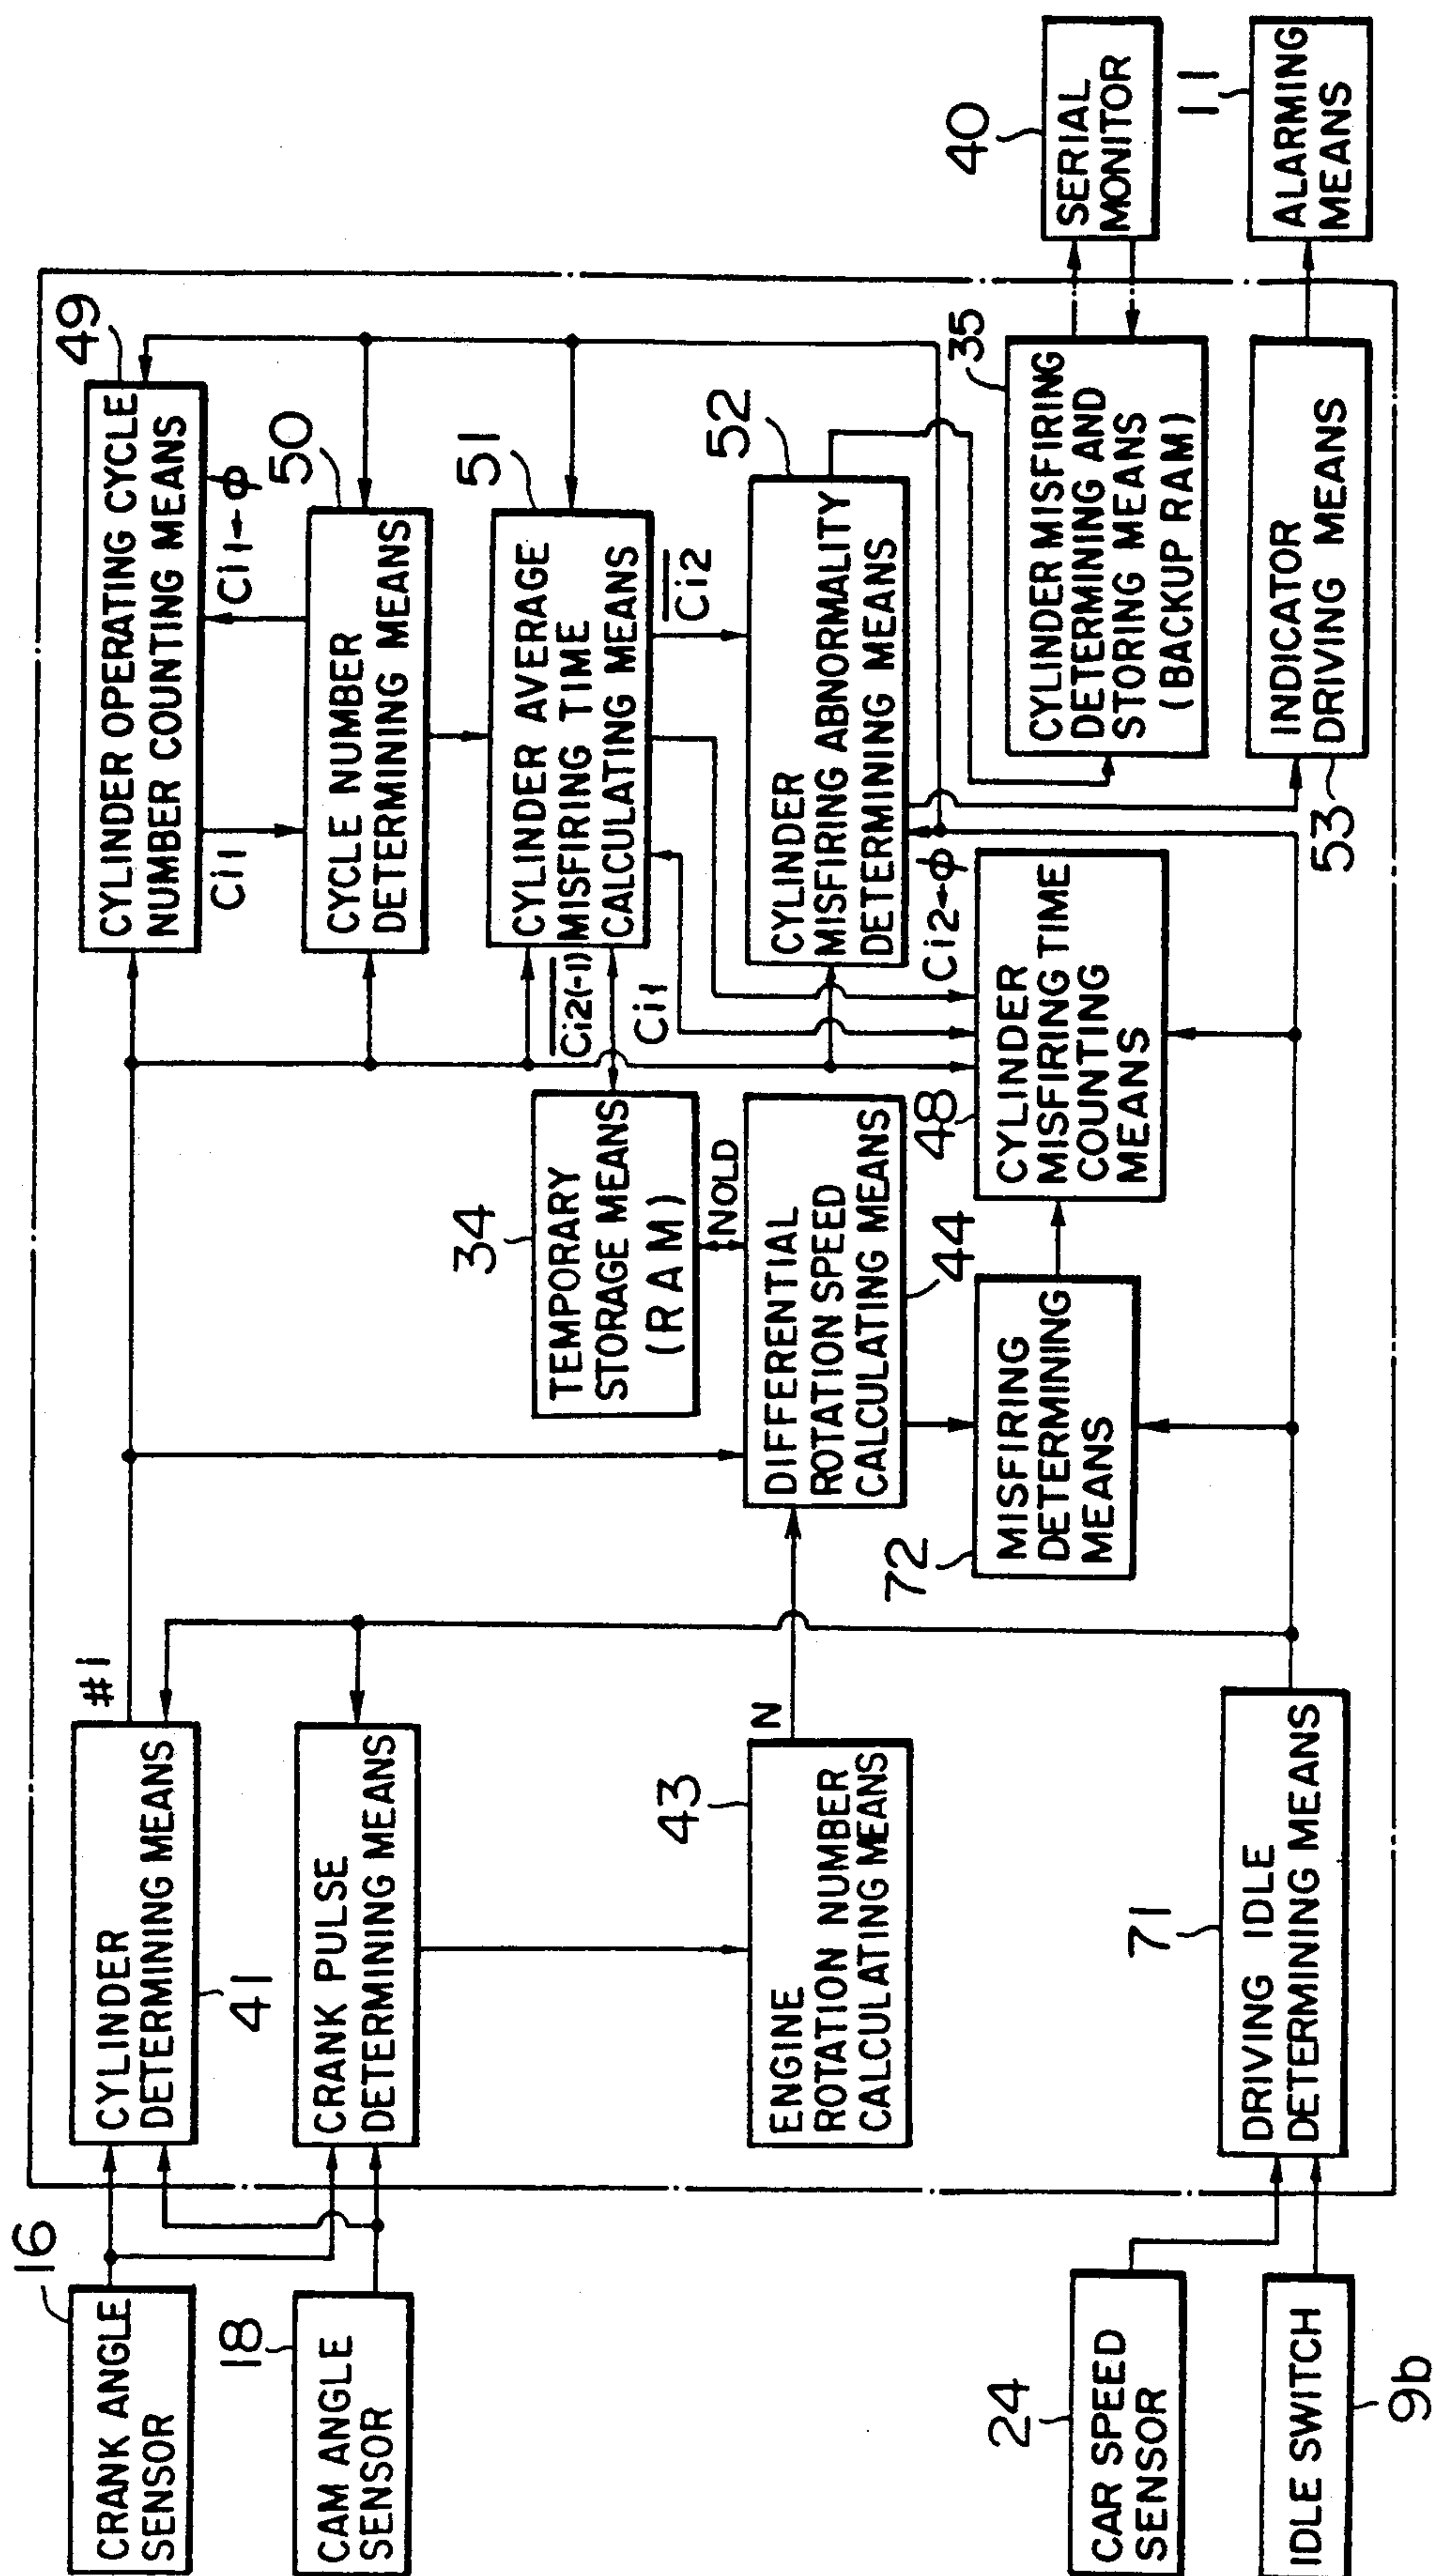 16
CRANK ANGLE
SENSOR
18
CAM ANGLE
SENSOR
24
CAR SPEED
SENSOR
IDLE SWITCH
9b
CYLINDER
DETERMINING MEANS
41
#i
CRANK PULSE
DETERMINING MEANS
43
ENGINE
ROTATION NUMBER
CALCULATING MEANS
N
71
DRIVING IDLE
DETERMINING MEANS
34
TEMPORARY
STORAGE MEANS
(RAM)
NOLD
DIFFERENTIAL
ROTATION SPEED
CALCULATING MEANS
44
72
MISFIRING
DETERMINING
MEANS
49
CYLINDER OPERATING CYCLE
NUMBER COUNTING MEANS
Ci1
Ci1←φ
50
CYCLE NUMBER
DETERMINING MEANS
51
CYLINDER AVERAGE
MISFIRING TIME
CALCULATING MEANS
Ci2(-1)
Ci1
Ci2
52
CYLINDER
MISFIRING ABNORMALITY
DETERMINING MEANS
Ci2←φ
48
CYLINDER
MISFIRING TIME
COUNTING
MEANS
35
CYLINDER MISFIRING
DETERMINING AND
STORING MEANS
(BACKUP RAM)
INDICATOR
DRIVING MEANS
53
40
SERIAL
MONITOR
11
ALARMING
MEANS